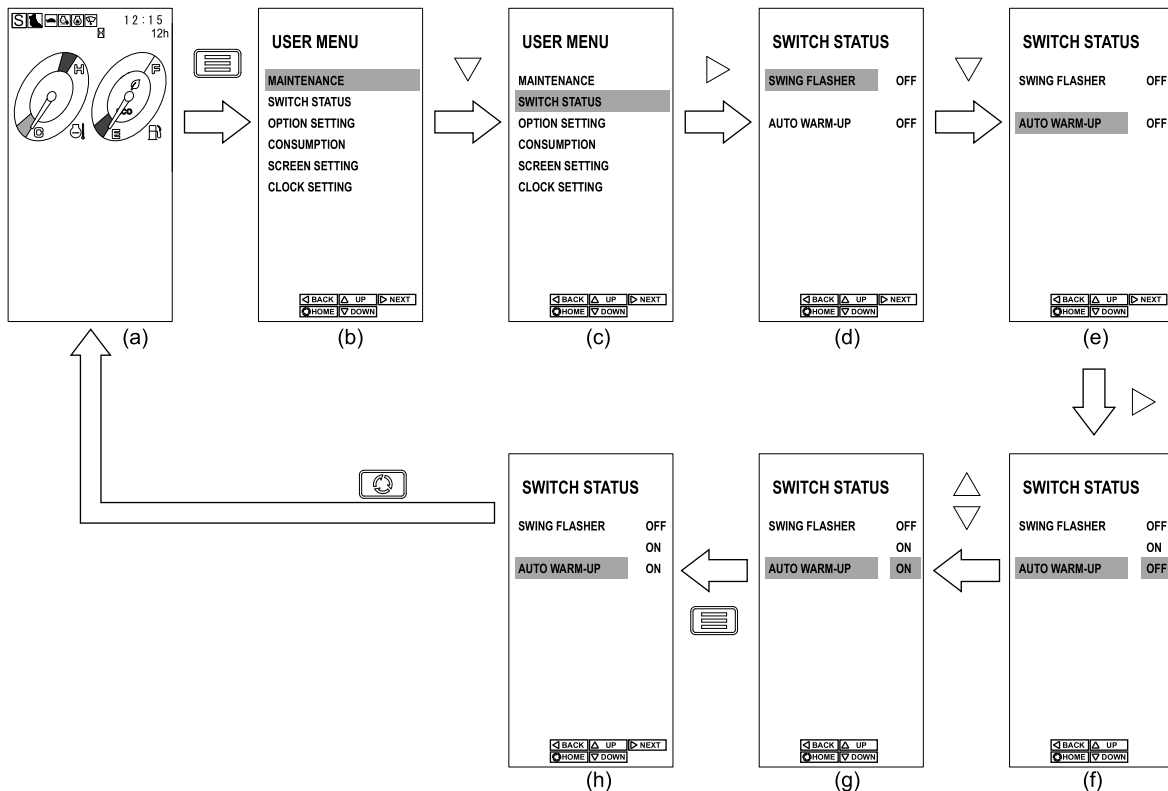 S 12:15
12h
H F
eco
C E
(a)
USER MENU
MAINTENANCE
SWITCH STATUS
OPTION SETTING
CONSUMPTION
SCREEN SETTING
CLOCK SETTING
BACK UP NEXT
HOME DOWN
(b)
USER MENU
MAINTENANCE
SWITCH STATUS
OPTION SETTING
CONSUMPTION
SCREEN SETTING
CLOCK SETTING
BACK UP NEXT
HOME DOWN
(c)
SWITCH STATUS
SWING FLASHER OFF
AUTO WARM-UP OFF
BACK UP NEXT
HOME DOWN
(d)
SWITCH STATUS
SWING FLASHER OFF
AUTO WARM-UP OFF
BACK UP NEXT
HOME DOWN
(e)
SWITCH STATUS
SWING FLASHER OFF
ON
AUTO WARM-UP ON
BACK UP NEXT
HOME DOWN
(h)
SWITCH STATUS
SWING FLASHER OFF
ON
AUTO WARM-UP ON
BACK UP
HOME DOWN
(g)
SWITCH STATUS
SWING FLASHER OFF
ON
AUTO WARM-UP OFF
BACK UP
HOME DOWN
(f)